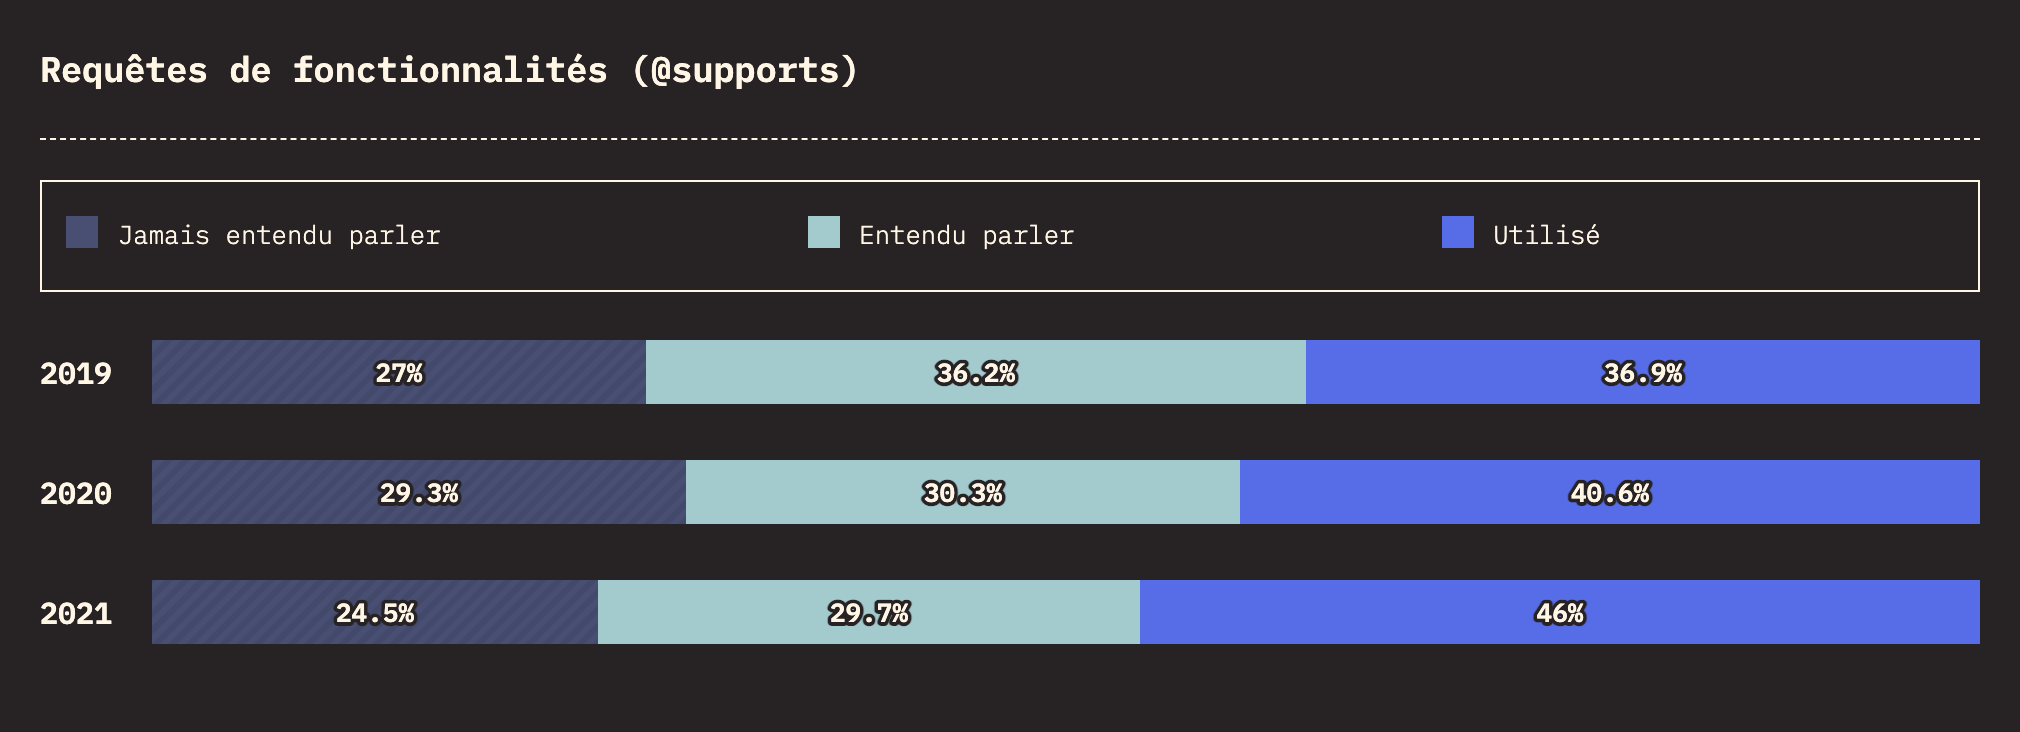 Requêtes de fonctionnalités (@supports)
Jamais entendu parler Entendu parler Utilisé
2019 27% 36.2% 36.9%
2020 29.3% 30.3% 40.6%
2021 24.5% 29.7% 46%